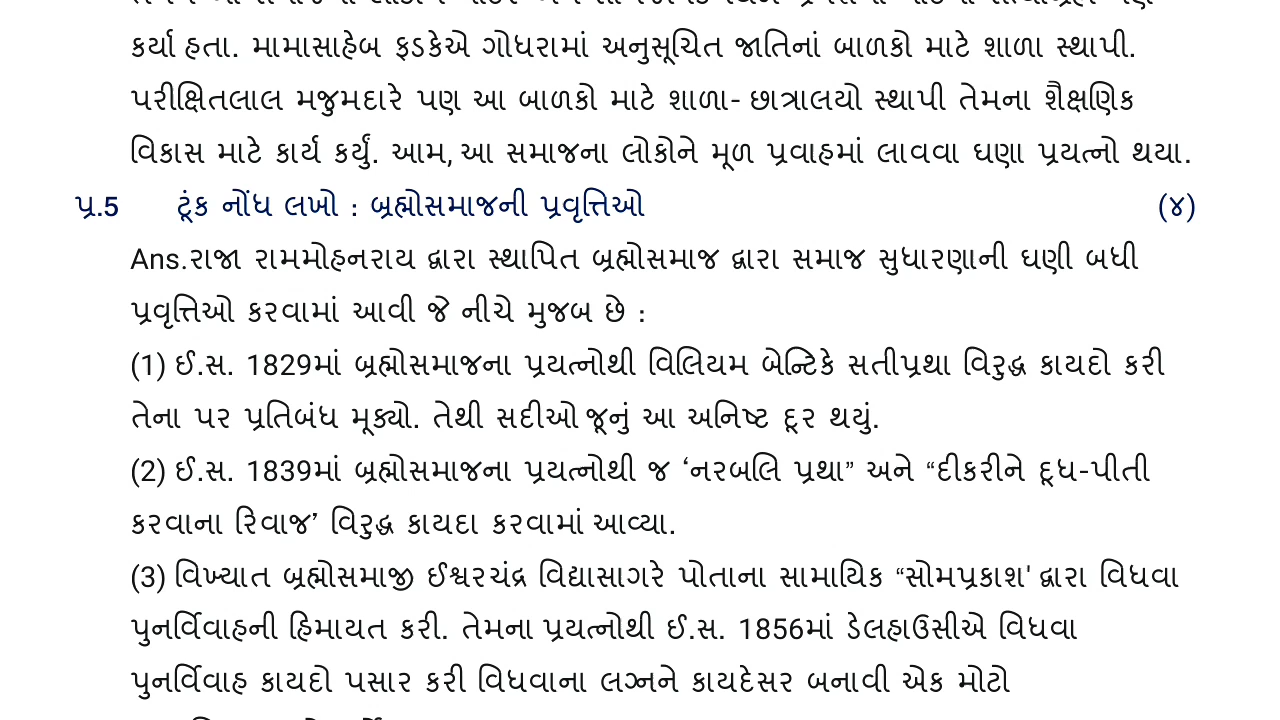 કર્યા હતા. મામાસાહેબ ફડકેએ ગોધરામાં અનુસૂચિત જાતિનાં બાળકો માટે શાળા સ્થાપી.
પરીક્ષિતલાલ મજુમદારે પણ આ બાળકો માટે શાળા- છાત્રાલયો સ્થાપી તેમના શૈક્ષણિક
વિકાસ માટે કાર્ય કર્યું. આમ, આ સમાજના લોકોને મૂળ પ્રવાહમાં લાવવા ઘણા પ્રયત્નો થયા.
પ્ર.5 ટૂંક નોંધ લખો : બ્રહ્મોસમાજની પ્રવૃત્તિઓ (૪)
Ans.રાજા રામમોહનરાય દ્વારા સ્થાપિત બ્રહ્મોસમાજ દ્વારા સમાજ સુધારણાની ઘણી બધી
પ્રવૃત્તિઓ કરવામાં આવી જે નીચે મુજબ છે :
(1) ઈ.સ. 1829માં બ્રહ્મોસમાજના પ્રયત્નોથી વિલિયમ બેન્ટિકે સતીપ્રથા વિરુદ્ધ કાયદો કરી
તેના પર પ્રતિબંધ મૂક્યો. તેથી સદીઓ જૂનું આ અનિષ્ટ દૂર થયું.
(2) ઈ.સ. 1839માં બ્રહ્મોસમાજના પ્રયત્નોથી જ ‘નરબલિ પ્રથા” અને “દીકરીને દૂધ-પીતી
કરવાના રિવાજ’ વિરુદ્ધ કાયદા કરવામાં આવ્યા.
(3) વિખ્યાત બ્રહ્મોસમાજી ઈશ્વરચંદ્ર વિદ્યાસાગરે પોતાના સામાયિક “સોમપ્રકાશ' દ્વારા વિધવા
પુનર્વિવાહની હિમાયત કરી. તેમના પ્રયત્નોથી ઈ.સ. 1856માં ડેલહાઉસીએ વિધવા
પુનર્વિવાહ કાયદો પસાર કરી વિધવાના લગ્નને કાયદેસર બનાવી એક મોટો